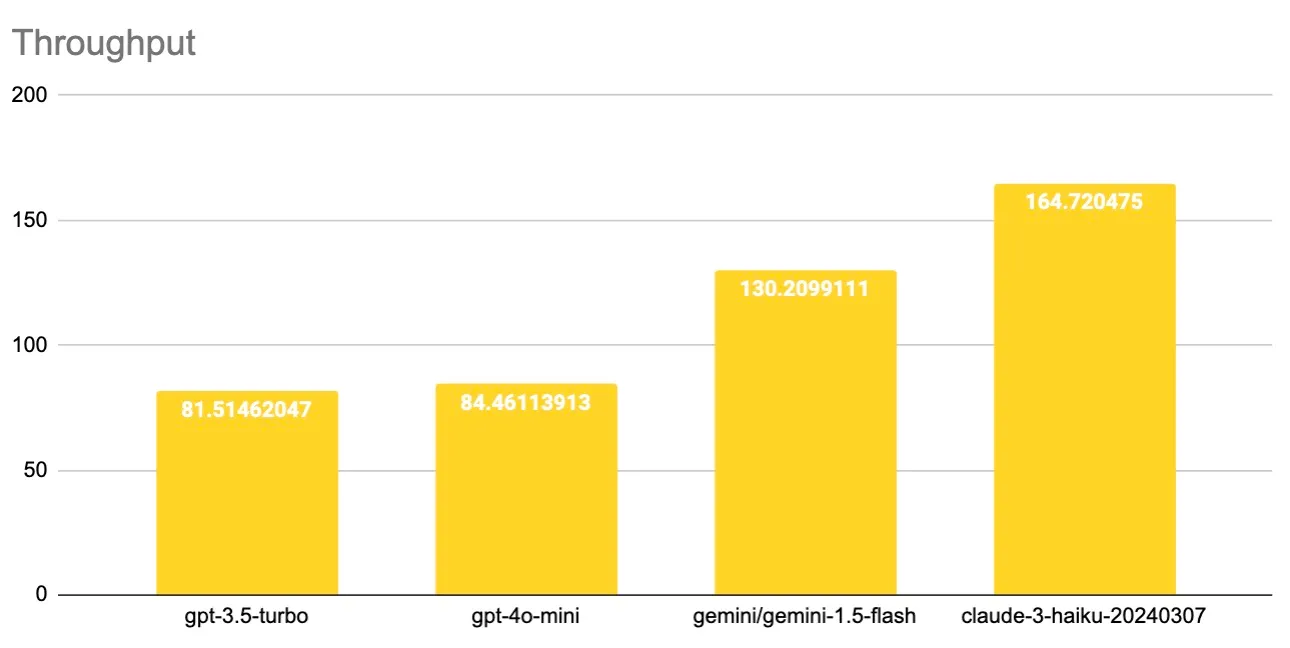 Throughput
200
150
100
50
0
81.51462047
84.46113913
130.2099111
164.720475
gpt-3.5-turbo
gpt-4o-mini
gemini/gemini-1.5-flash
claude-3-haiku-20240307